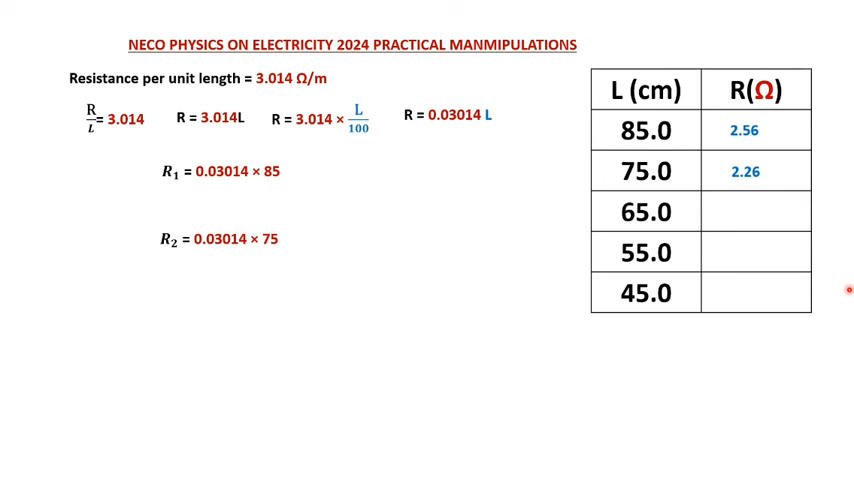 NECO PHYSICS ON ELECTRICITY 2024 PRACTICAL MANMPULATIONS
Resistance per unit length = 3.014 Ω/m
R/L = 3.014 R = 3.014L R = 3.014 × L/100 R = 0.03014 L
R₁ = 0.03014 × 85
R₂ = 0.03014 × 75
L (cm) R(Ω)
85.0 2.56
75.0 2.26
65.0
55.0
45.0